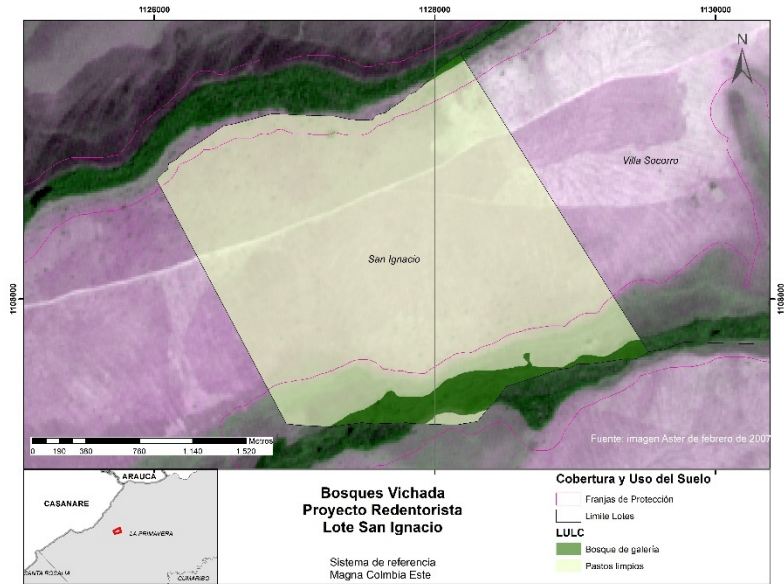 1126000 1128000 1130000
N
Villa Socorro
San Ignacio
1108000 1108000
Metros
0 190 380 760 1.140 1.520
Fuente: imagen Aster de febrero de 2007
ARAUCA
CASANARE
LA PRIMAVERA
SANTA ROSALIA
CUMARIBO
Bosques Vichada
Proyecto Redentorista
Lote San Ignacio
Sistema de referencia
Magna Colmbia Este
Cobertura y Uso del Suelo
Franjas de Protección
Limite Lotes
LULC
Bosque de galería
Pastos limpios